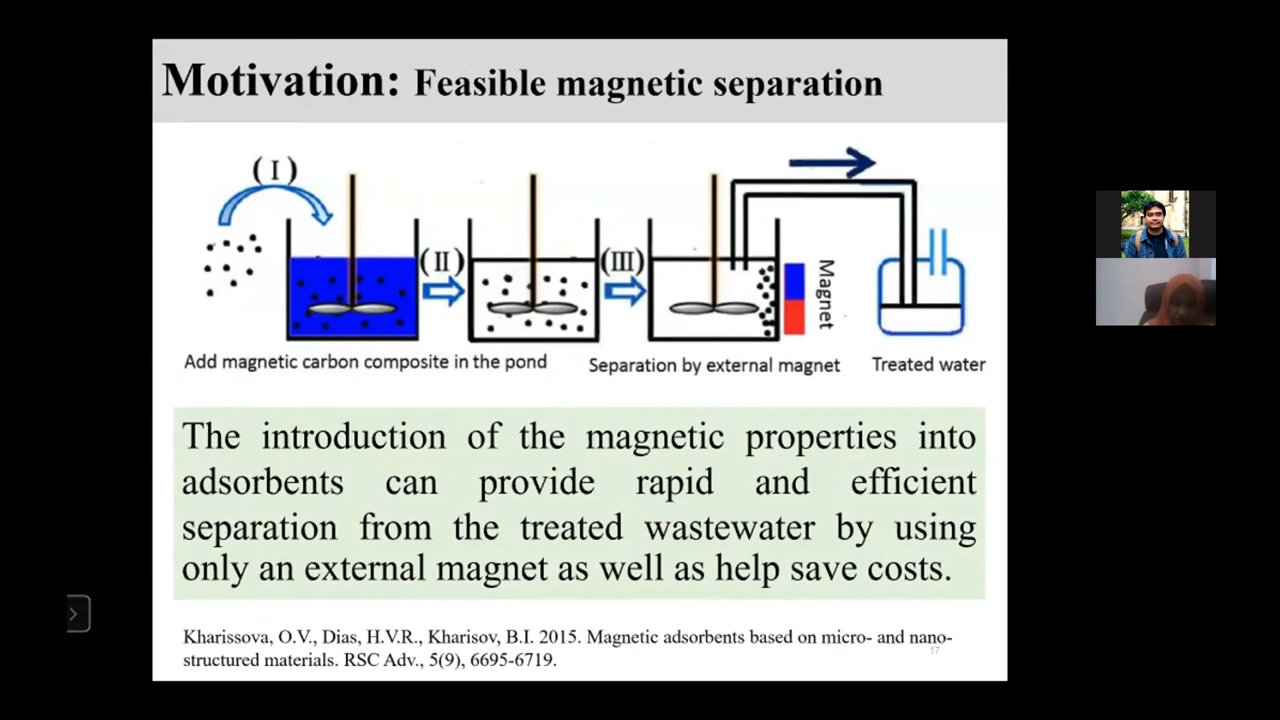 Motivation: Feasible magnetic separation
(I)
(II)
(III)
Magnet
Add magnetic carbon composite in the pond
Separation by external magnet
Treated water
The introduction of the magnetic properties into
adsorbents can provide rapid and efficient
separation from the treated wastewater by using
only an external magnet as well as help save costs.
Kharissova, O.V., Dias, H.V.R., Kharisov, B.I. 2015. Magnetic adsorbents based on micro- and nano-
structured materials. RSC Adv., 5(9), 6695-6719.
17